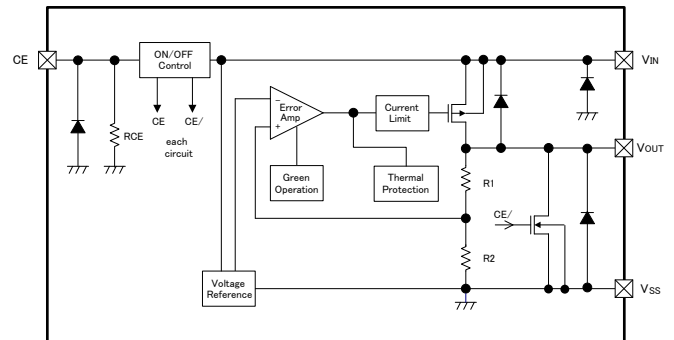 CE
ON/OFF
Control
CE
CE/
each
circuit
RCE
−
Error
Amp
+
Current
Limit
Green
Operation
Thermal
Protection
VIN
VOUT
R1
CE/
R2
Voltage
Reference
VSS